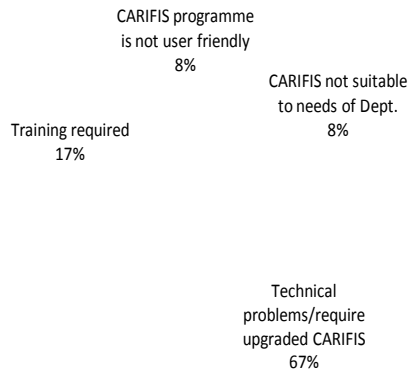 CARIFIS programme
is not user friendly
8%
CARIFIS not suitable
to needs of Dept.
8%
Training required
17%
Technical
problems/require
upgraded CARIFIS
67%